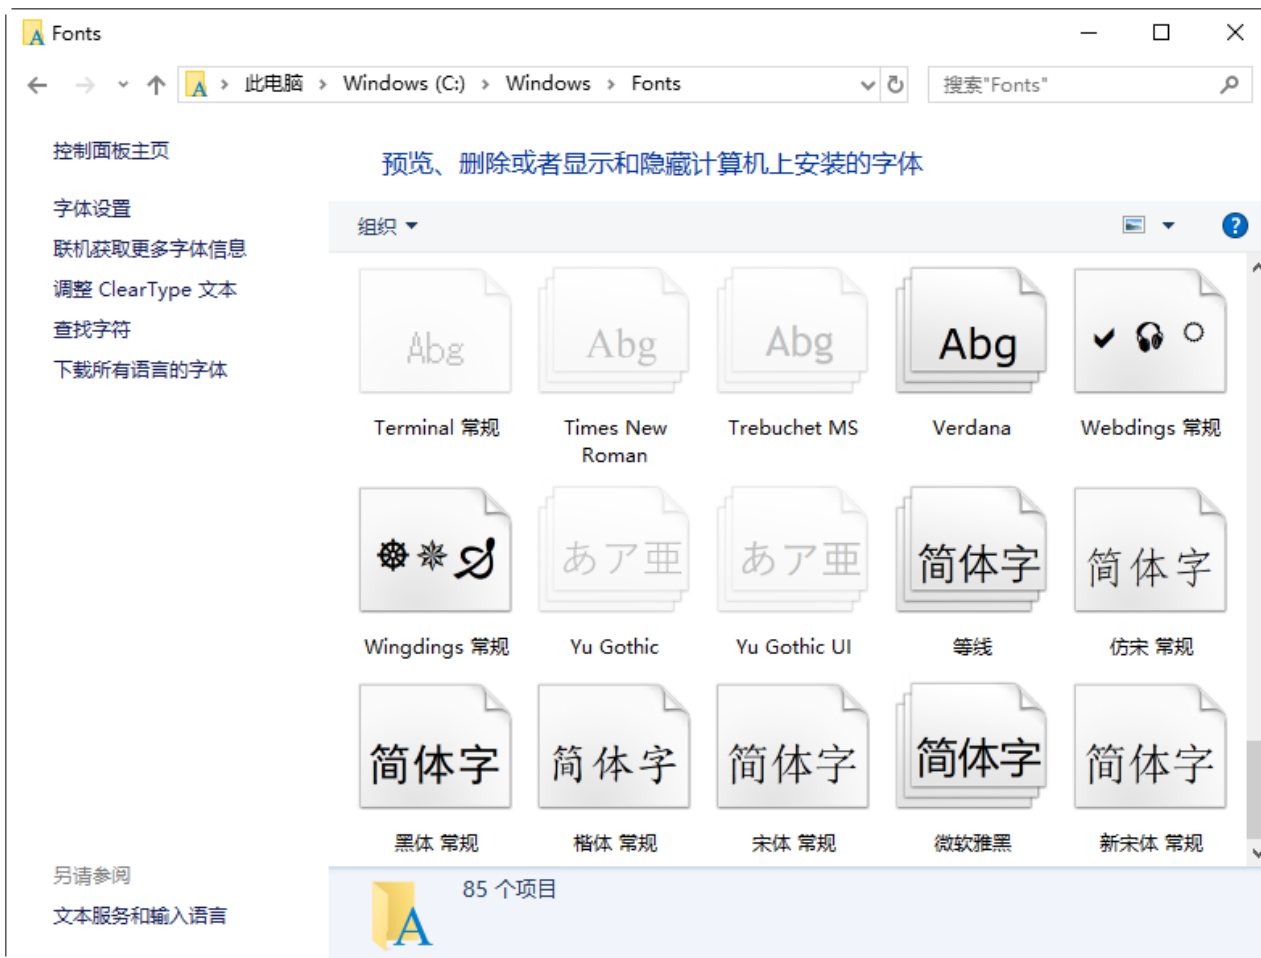 Fonts
此电脑 Windows (C:) Windows Fonts
搜索"Fonts"
控制面板主页
字体设置
联机获取更多字体信息
调整 ClearType 文本
查找字符
下载所有语言的字体
另请参阅
文本服务和输入语言
预览、删除或者显示和隐藏计算机上安装的字体
组织
Abg
Terminal 常规
Abg
Times New
Roman
Abg
Trebuchet MS
Abg
Verdana
Webdings 常规
Wingdings 常规
あア亜
Yu Gothic
あア亜
Yu Gothic UI
简体字
等线
简体字
仿宋 常规
简体字
黑体 常规
简体字
楷体 常规
简体字
宋体 常规
简体字
微软雅黑
简体字
新宋体 常规
85 个项目